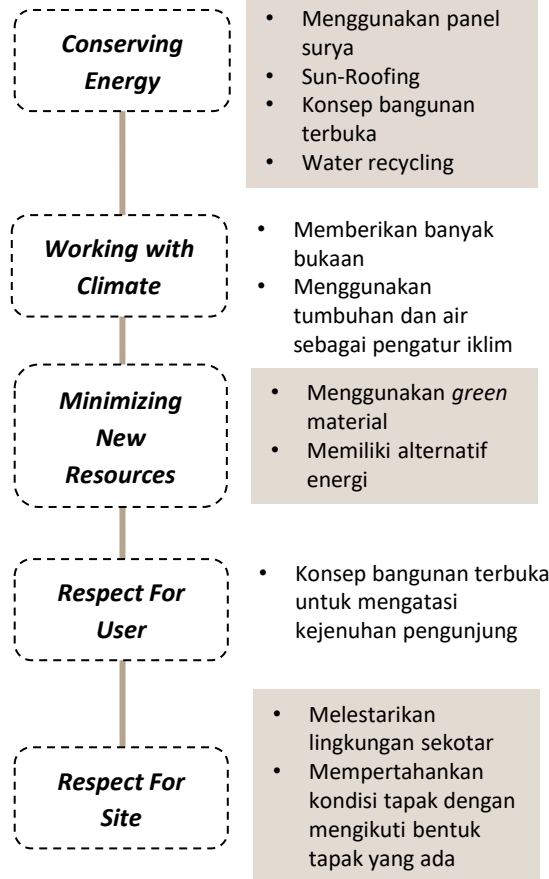 Conserving
Energy
• Menggunakan panel
surya
• Sun-Roofing
• Konsep bangunan
terbuka
• Water recycling
Working with
Climate
• Memberikan banyak
bukaan
• Menggunakan
tumbuhan dan air
sebagai pengatur iklim
Minimizing
New
Resources
• Menggunakan green
material
• Memiliki alternatif
energi
Respect For
User
• Konsep bangunan terbuka
untuk mengatasi
kejenuhan pengunjung
Respect For
Site
• Melestarikan
lingkungan sekotar
• Mempertahankan
kondisi tapak dengan
mengikuti bentuk
tapak yang ada